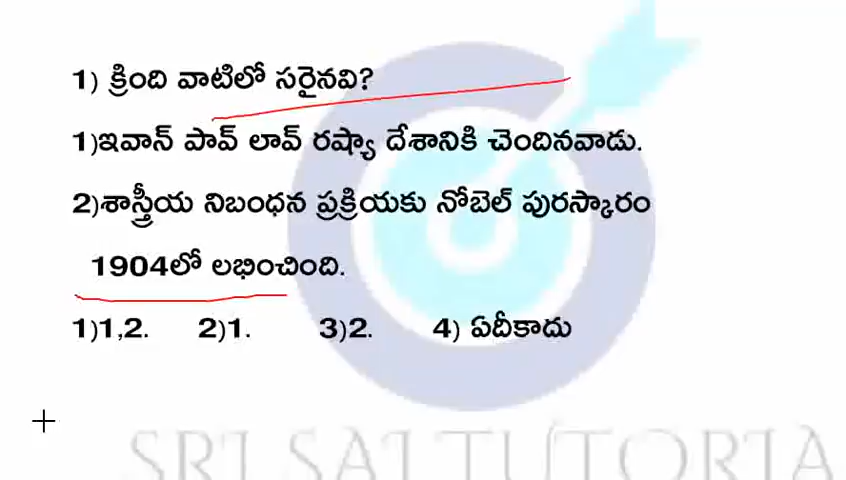 1) క్రింది వాటిలో సరైనవి?
1)ఇవాన్ పావ్ లావ్ రష్యా దేశానికి చెందినవాడు.
2)శాస్త్రీయ నిబంధన ప్రక్రియకు నోబెల్ పురస్కారం
1904లో లభించింది.
1)1,2. 2)1. 3)2. 4) ఏదీకాదు
SRI SAI TUTORIA